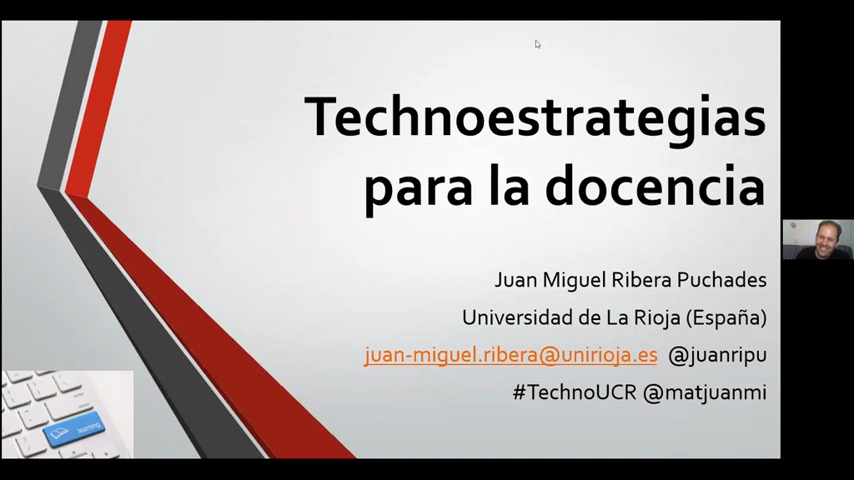 Technoestrategias
para la docencia
Juan Miguel Ribera Puchades
Universidad de La Rioja (España)
juan-miguel.ribera@unirioja.es @juanripu
#TechnoUCR @matjuanmi
learning